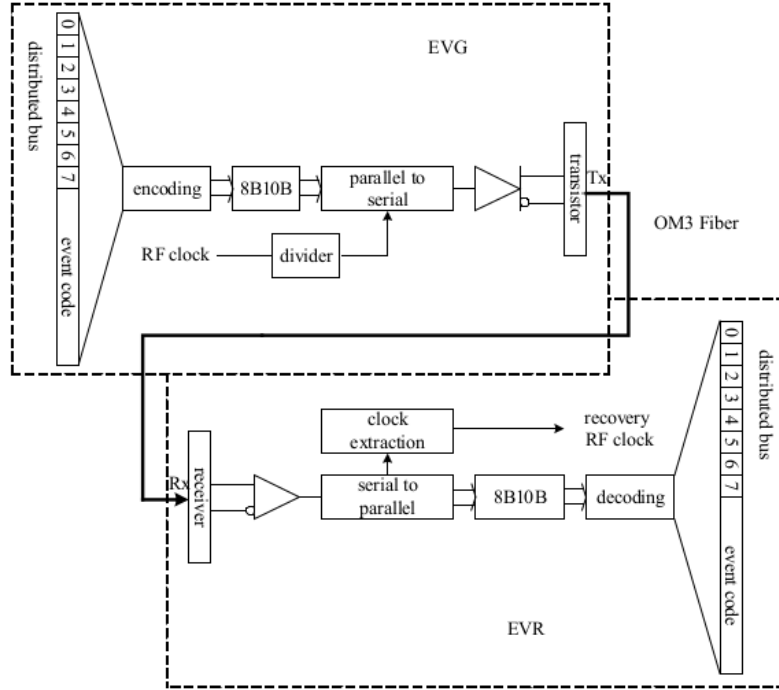 EVG
distributed bus
0
1
2
3
4
5
6
7
event code
encoding
8B10B
parallel to
serial
RF clock
divider
transistor
Tx
OM3 Fiber
Rx
receiver
clock
extraction
recovery
RF clock
serial to
parallel
8B10B
decoding
distributed bus
0
1
2
3
4
5
6
7
event code
EVR